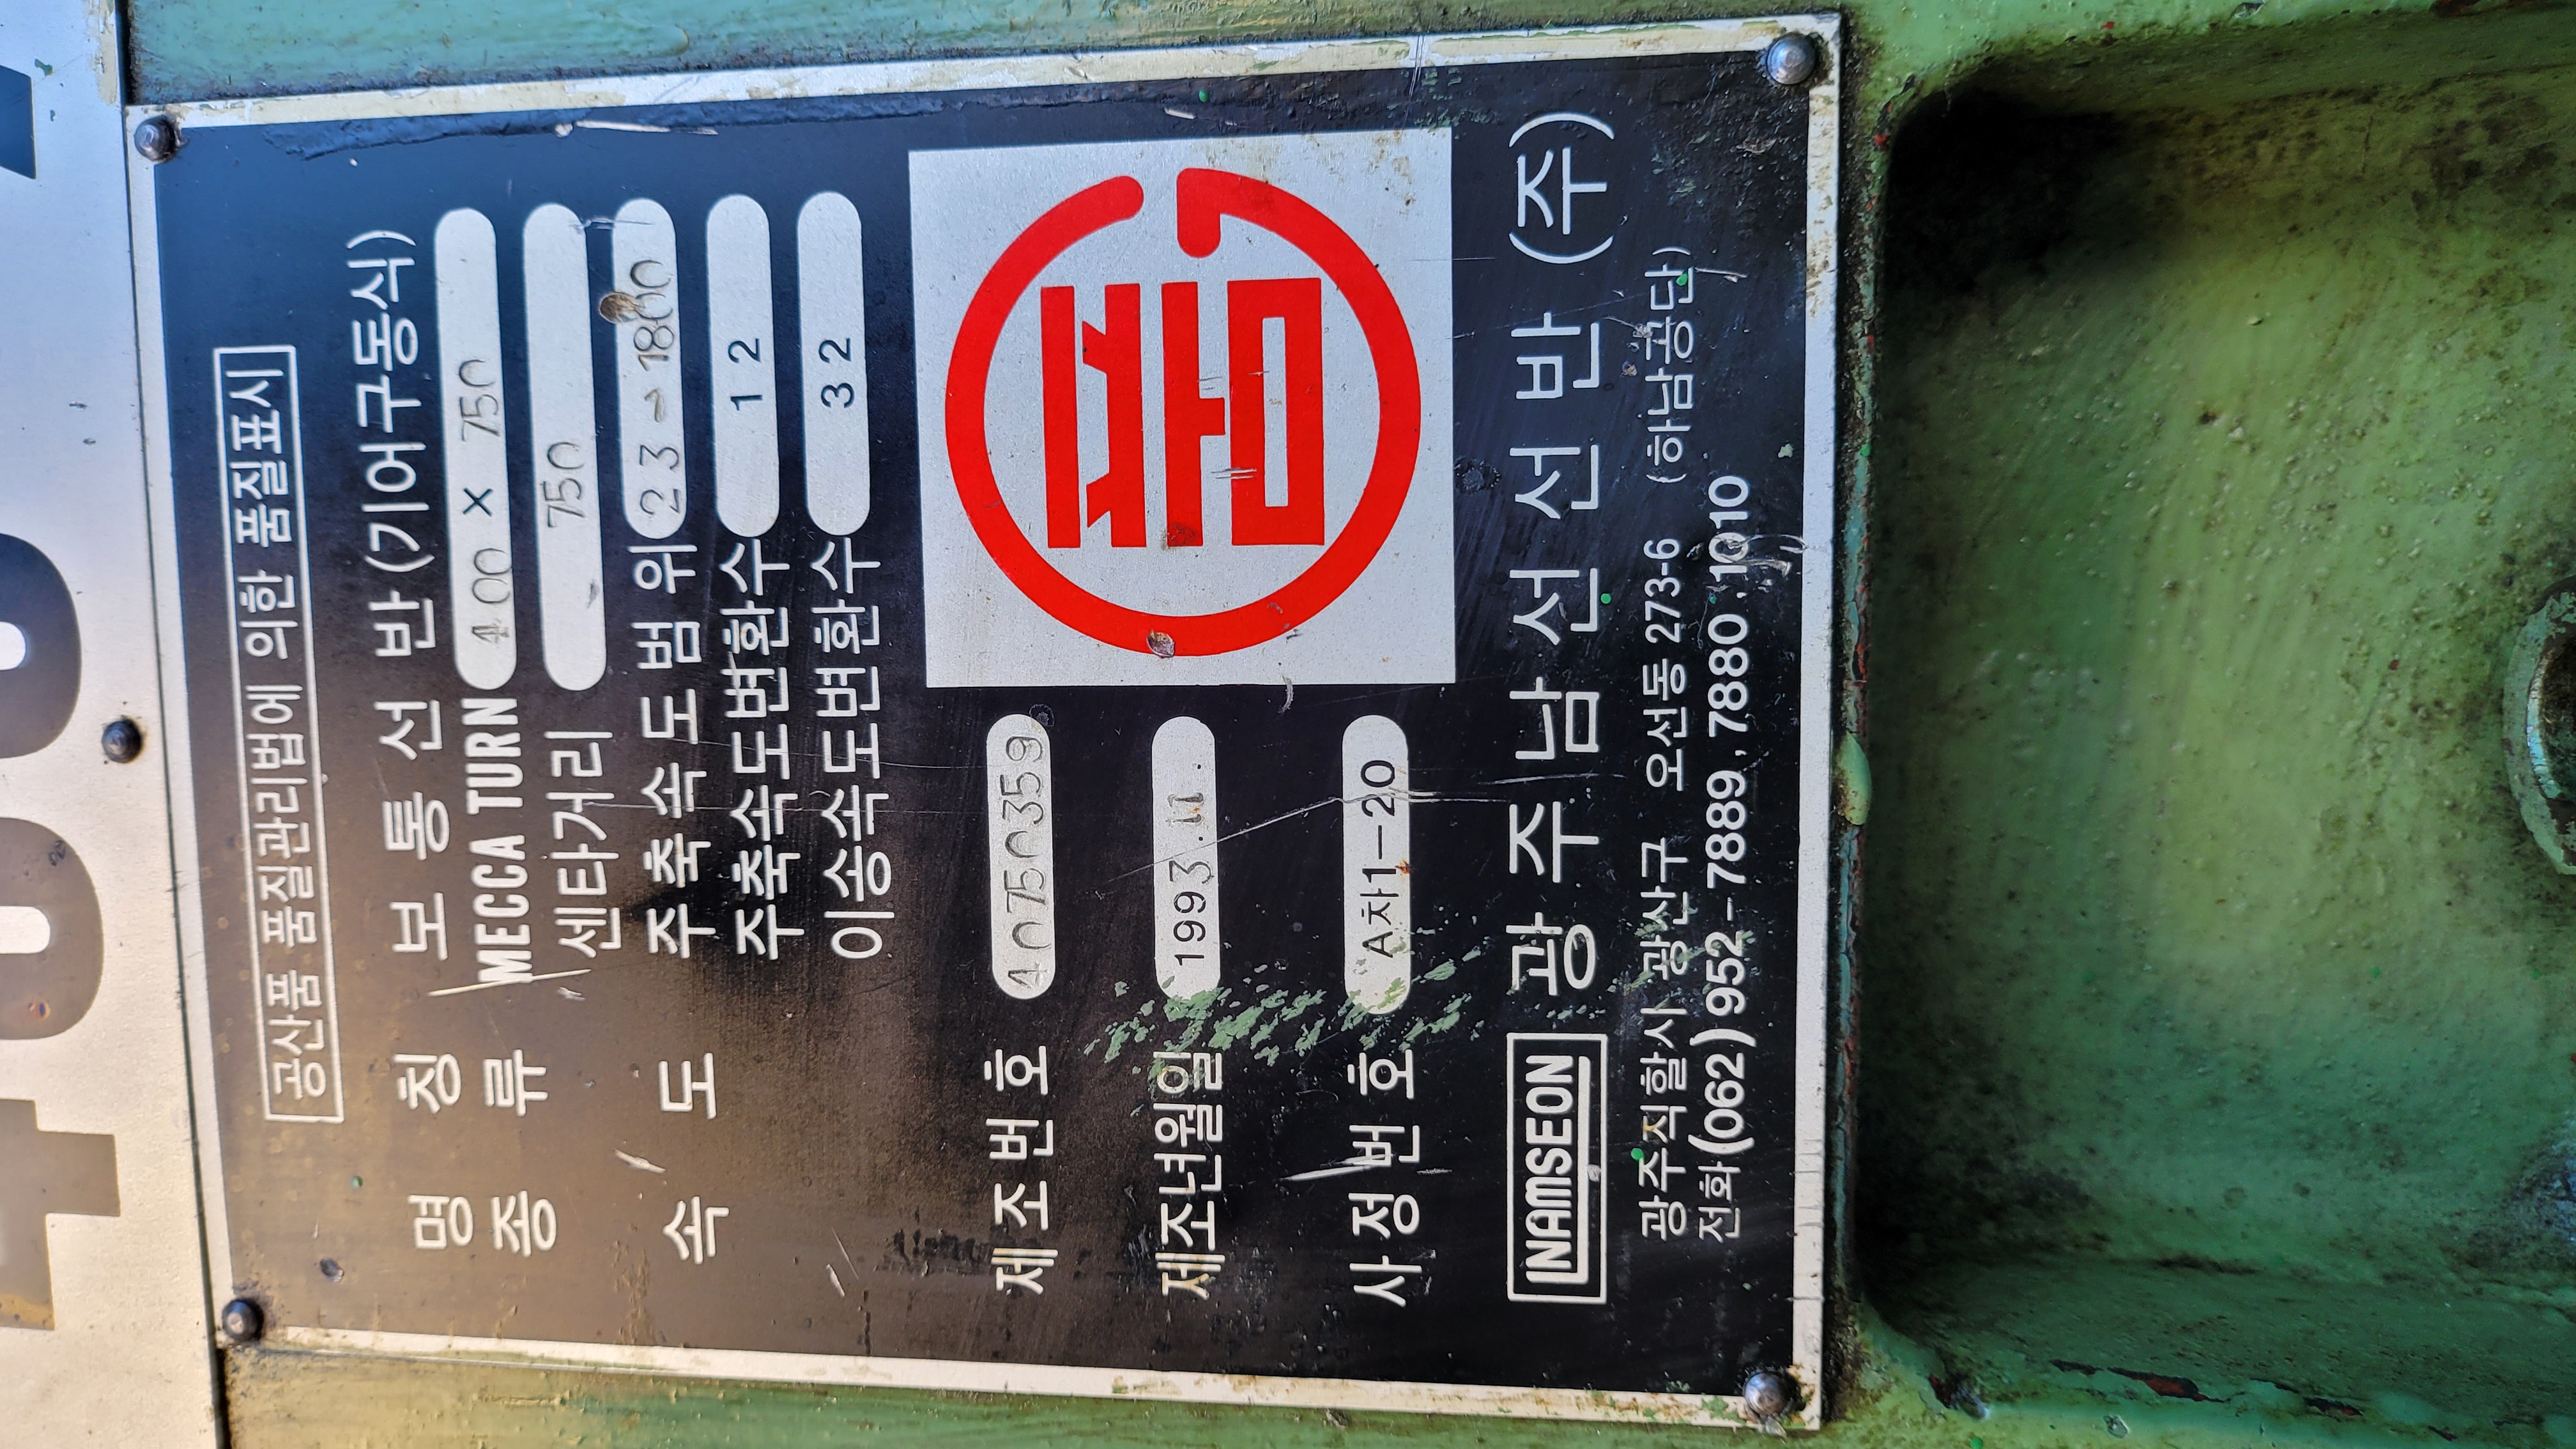 400
공산품 품질관리법에 의한 품질표시
명칭 보통선반 (기어구동식)
종류 MECCA TURN 400 × 750
센타거리 750
속도 주축속도범위 23~1800
주축속도변환수 12
이송속도변환수 32
제조번호 40750359
제조년월일 1993.11.
사정번호 A차1-20
품
NAMSEON 광주남선선반 (주)
광주직할시 광산구 오선동 273-6 (하남공단)
전화 (062) 952-7889, 7880, 1010